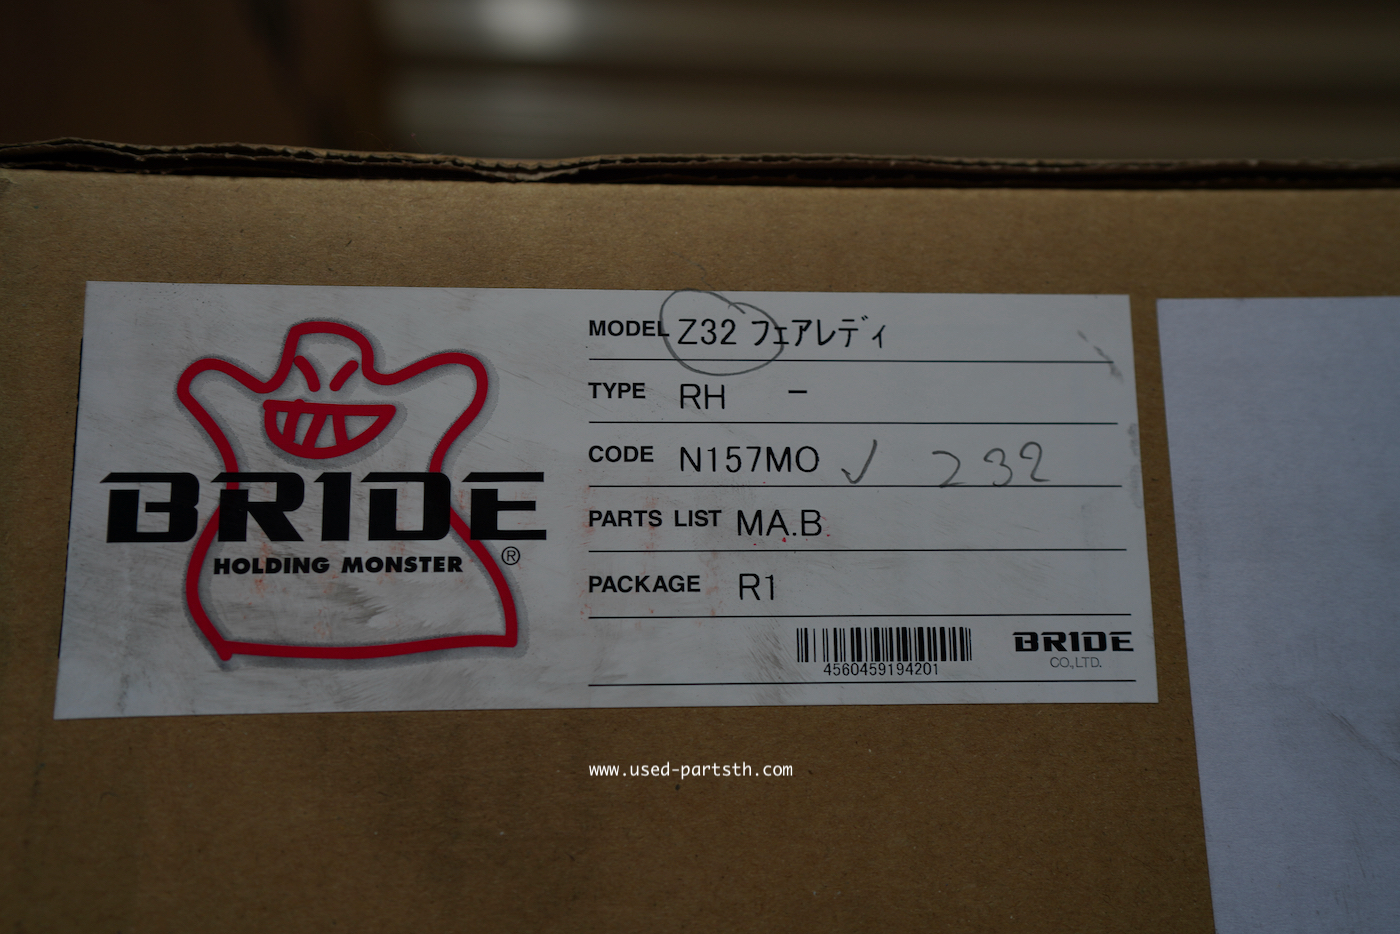 BRIDE
HOLDING MONSTER
®
MODEL Z32 フェアレディ
TYPE RH -
CODE N157MO ✓ Z32
PARTS LIST MA.B
PACKAGE R1
4560459194201
BRIDE
CO.,LTD.
www.used-partsth.com